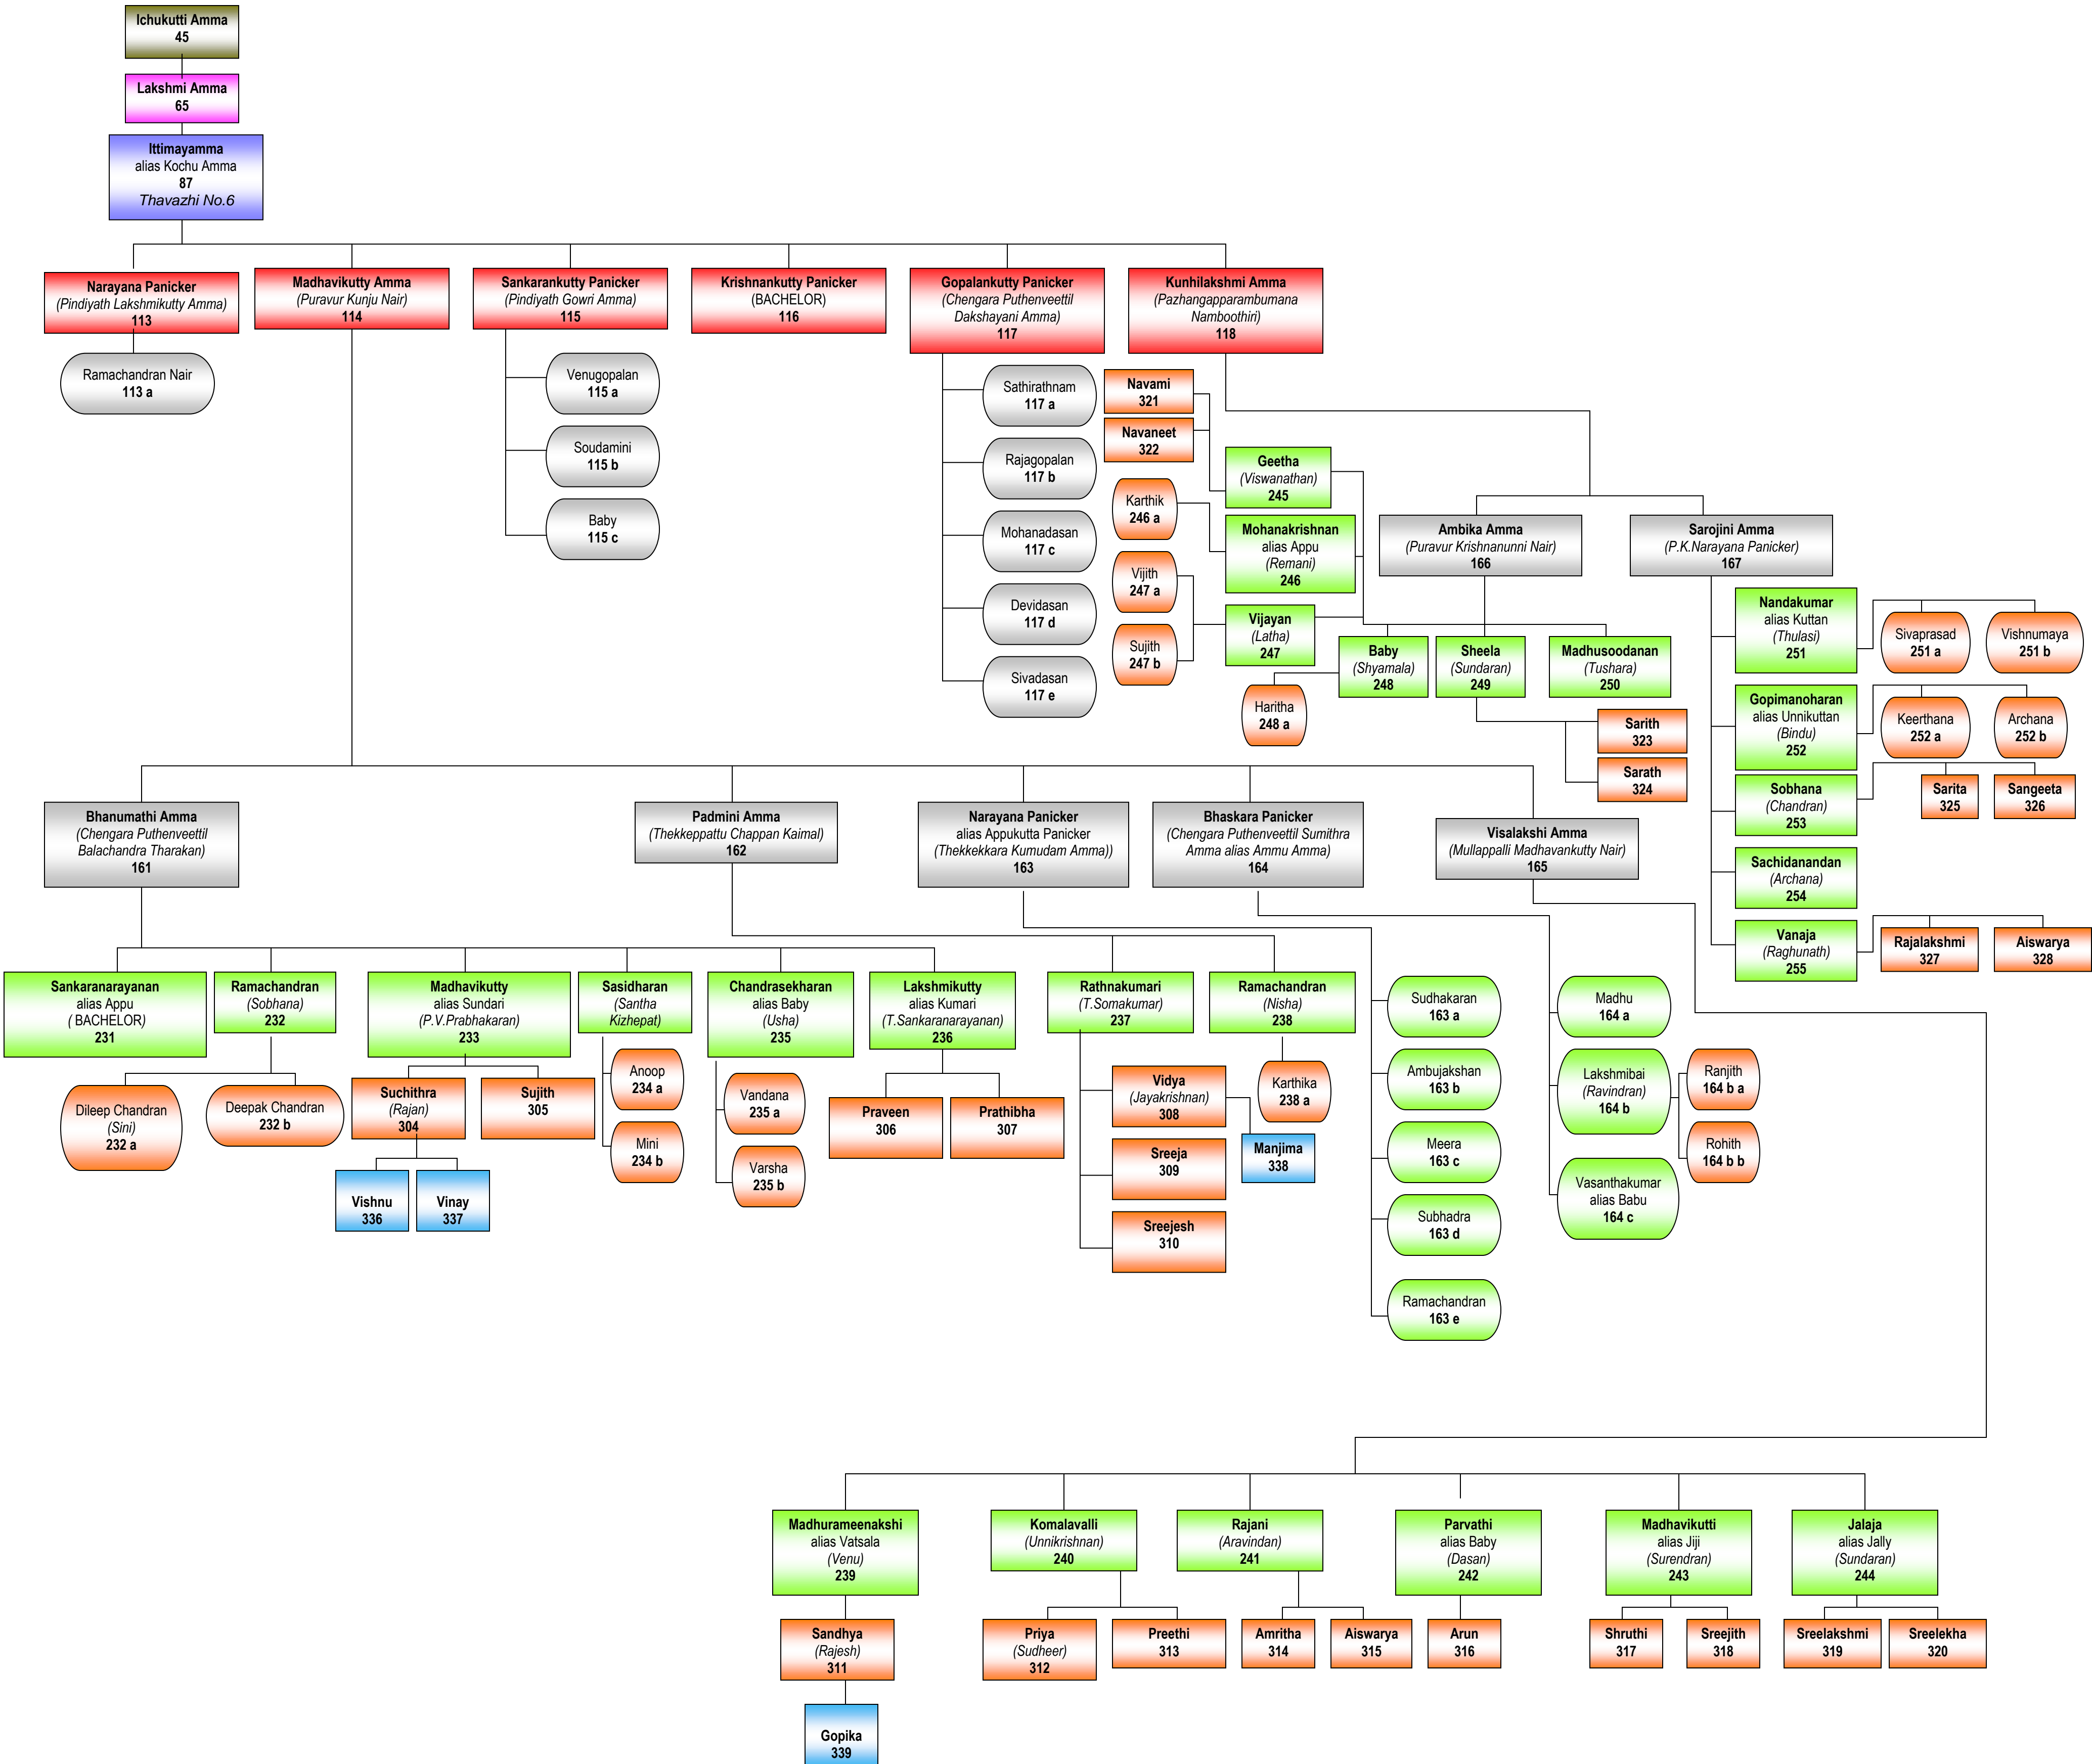 Ichukutti Amma
45
Lakshmi Amma
65
Ittimayamma
alias Kochu Amma
87
Thavazhi No.6
Narayana Panicker
(Pindiyath Lakshmikutty Amma)
113
Madhavikutty Amma
(Puravur Kunju Nair)
114
Sankarankutty Panicker
(Pindiyath Gowri Amma)
115
Krishnankutty Panicker
(BACHELOR)
116
Gopalankutty Panicker
(Chengara Puthenveettil
Dakshayani Amma)
117
Kunhilakshmi Amma
(Pazhangapparambumana
Namboothiri)
118
Ramachandran Nair
113 a
Venugopalan
115 a
Soudamini
115 b
Baby
115 c
Sathirathnam
117 a
Rajagopalan
117 b
Mohanadasan
117 c
Devidasan
117 d
Sivadasan
117 e
Navami
321
Navaneet
322
Karthik
246 a
Vijith
247 a
Sujith
247 b
Geetha
(Viswanathan)
245
Mohanakrishnan
alias Appu
(Remani)
246
Vijayan
(Latha)
247
Ambika Amma
(Puravur Krishnanunni Nair)
166
Sarojini Amma
(P.K.Narayana Panicker)
167
Baby
(Shyamala)
248
Sheela
(Sundaran)
249
Madhusoodanan
(Tushara)
250
Haritha
248 a
Sarith
323
Sarath
324
Nandakumar
alias Kuttan
(Thulasi)
251
Sivaprasad
251 a
Vishnumaya
251 b
Gopimanoharan
alias Unnikuttan
(Bindu)
252
Keerthana
252 a
Archana
252 b
Sobhana
(Chandran)
253
Sarita
325
Sangeeta
326
Sachidanandan
(Archana)
254
Vanaja
(Raghunath)
255
Rajalakshmi
327
Aiswarya
328
Bhanumathi Amma
(Chengara Puthenveettil
Balachandra Tharakan)
161
Padmini Amma
(Thekkeppattu Chappan Kaimal)
162
Narayana Panicker
alias Appukutta Panicker
(Thekkekkara Kumudam Amma))
163
Bhaskara Panicker
(Chengara Puthenveettil Sumithra
Amma alias Ammu Amma)
164
Visalakshi Amma
(Mullappalli Madhavankutty Nair)
165
Sankaranarayanan
alias Appu
( BACHELOR)
231
Ramachandran
(Sobhana)
232
Madhavikutty
alias Sundari
(P.V.Prabhakaran)
233
Sasidharan
(Santha
Kizhepat)
Chandrasekharan
alias Baby
(Usha)
235
Lakshmikutty
alias Kumari
(T.Sankaranarayanan)
236
Rathnakumari
(T.Somakumar)
237
Ramachandran
(Nisha)
238
Dileep Chandran
(Sini)
232 a
Deepak Chandran
232 b
Suchithra
(Rajan)
304
Sujith
305
Anoop
234 a
Mini
234 b
Vandana
235 a
Varsha
235 b
Praveen
306
Prathibha
307
Vidya
(Jayakrishnan)
308
Sreeja
309
Sreejesh
310
Karthika
238 a
Manjima
338
Vishnu
336
Vinay
337
Sudhakaran
163 a
Ambujakshan
163 b
Meera
163 c
Subhadra
163 d
Ramachandran
163 e
Madhu
164 a
Lakshmibai
(Ravindran)
164 b
Vasanthakumar
alias Babu
164 c
Ranjith
164 b a
Rohith
164 b b
Madhurameenakshi
alias Vatsala
(Venu)
239
Komalavalli
(Unnikrishnan)
240
Rajani
(Aravindan)
241
Parvathi
alias Baby
(Dasan)
242
Madhavikutti
alias Jiji
(Surendran)
243
Jalaja
alias Jally
(Sundaran)
244
Sandhya
(Rajesh)
311
Priya
(Sudheer)
312
Preethi
313
Amritha
314
Aiswarya
315
Arun
316
Shruthi
317
Sreejith
318
Sreelakshmi
319
Sreelekha
320
Gopika
339